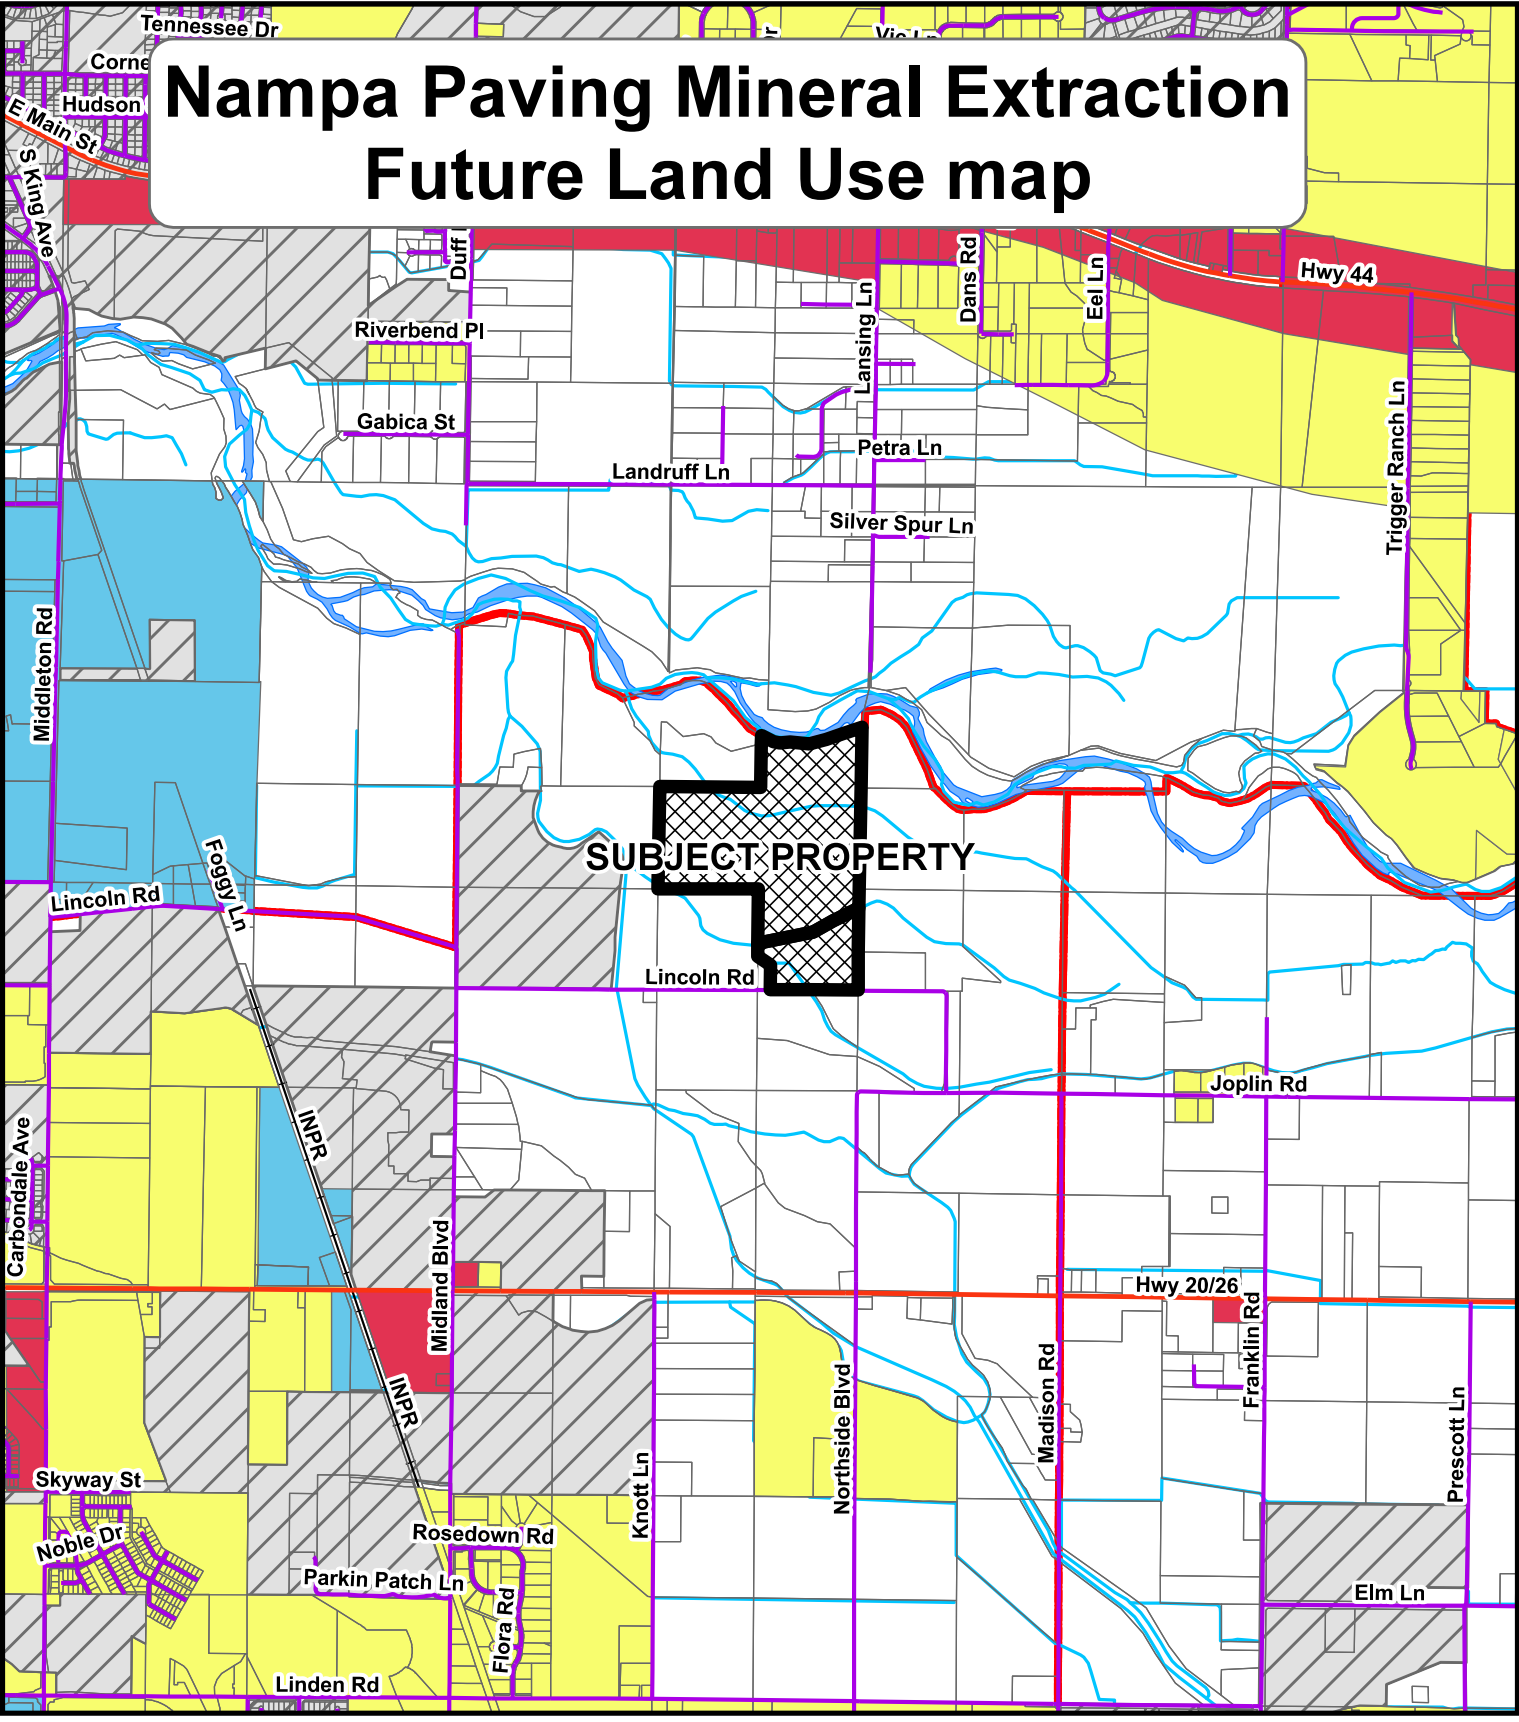 Tennessee Dr
Vic Ln
Corne
Hudson
E Main St
S King Ave
Nampa Paving Mineral Extraction
Future Land Use map
Duff
Dans Rd
Eel Ln
Hwy 44
Riverbend Pl
Lansing Ln
Gabica St
Petra Ln
Landruff Ln
Trigger Ranch Ln
Silver Spur Ln
Middleton Rd
SUBJECT PROPERTY
Foggy Ln
Lincoln Rd
Lincoln Rd
Joplin Rd
INPR
Carbondale Ave
Midland Blvd
Hwy 20/26
Franklin Rd
Madison Rd
Northside Blvd
INPR
Prescott Ln
Knott Ln
Skyway St
Noble Dr
Rosedown Rd
Parkin Patch Ln
Elm Ln
Flora Rd
Linden Rd